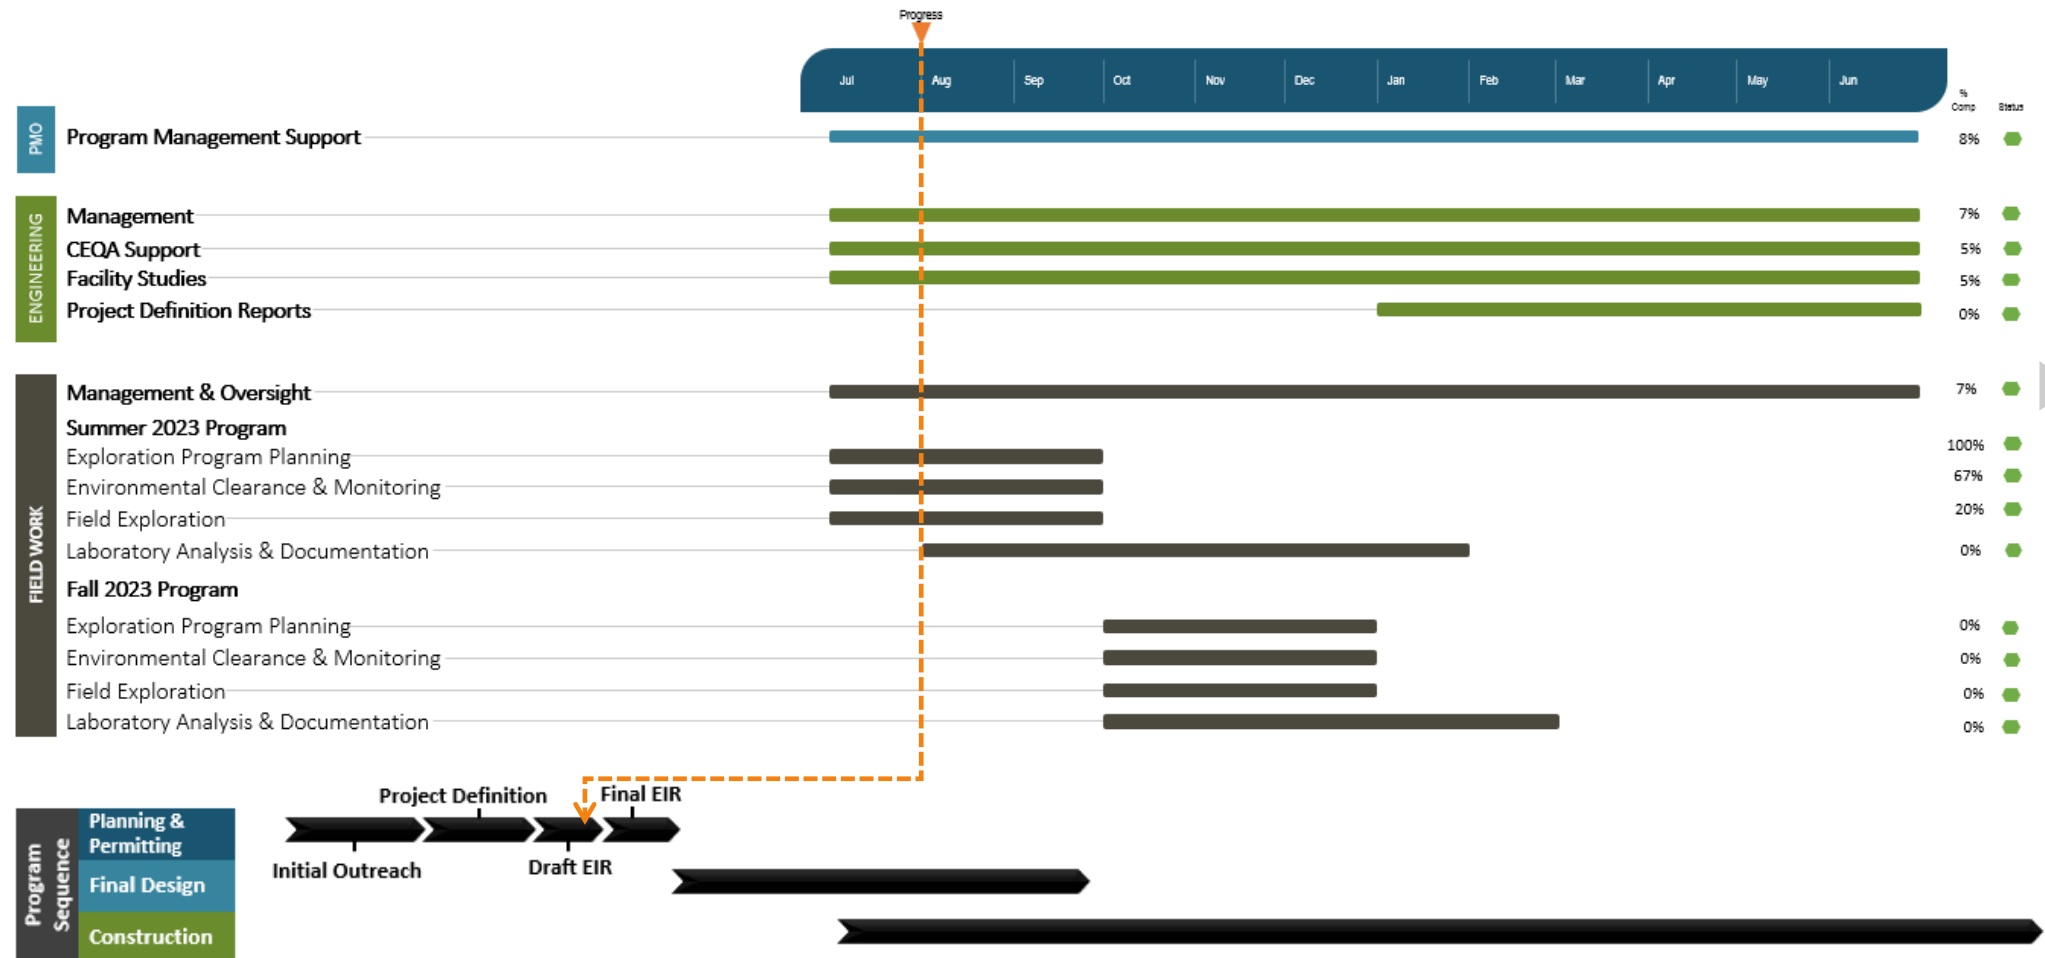 Progress
Jul Aug Sep Oct Nov Dec Jan Feb Mar Apr May Jun
% Comp Status
PMO
Program Management Support 8%
ENGINEERING
Management 7%
CEQA Support 5%
Facility Studies 5%
Project Definition Reports 0%
FIELD WORK
Management & Oversight 7%
Summer 2023 Program
Exploration Program Planning 100%
Environmental Clearance & Monitoring 67%
Field Exploration 20%
Laboratory Analysis & Documentation 0%
Fall 2023 Program
Exploration Program Planning 0%
Environmental Clearance & Monitoring 0%
Field Exploration 0%
Laboratory Analysis & Documentation 0%
Program
Sequence
Planning &
Permitting
Final Design
Construction
Project Definition Final EIR
Initial Outreach Draft EIR